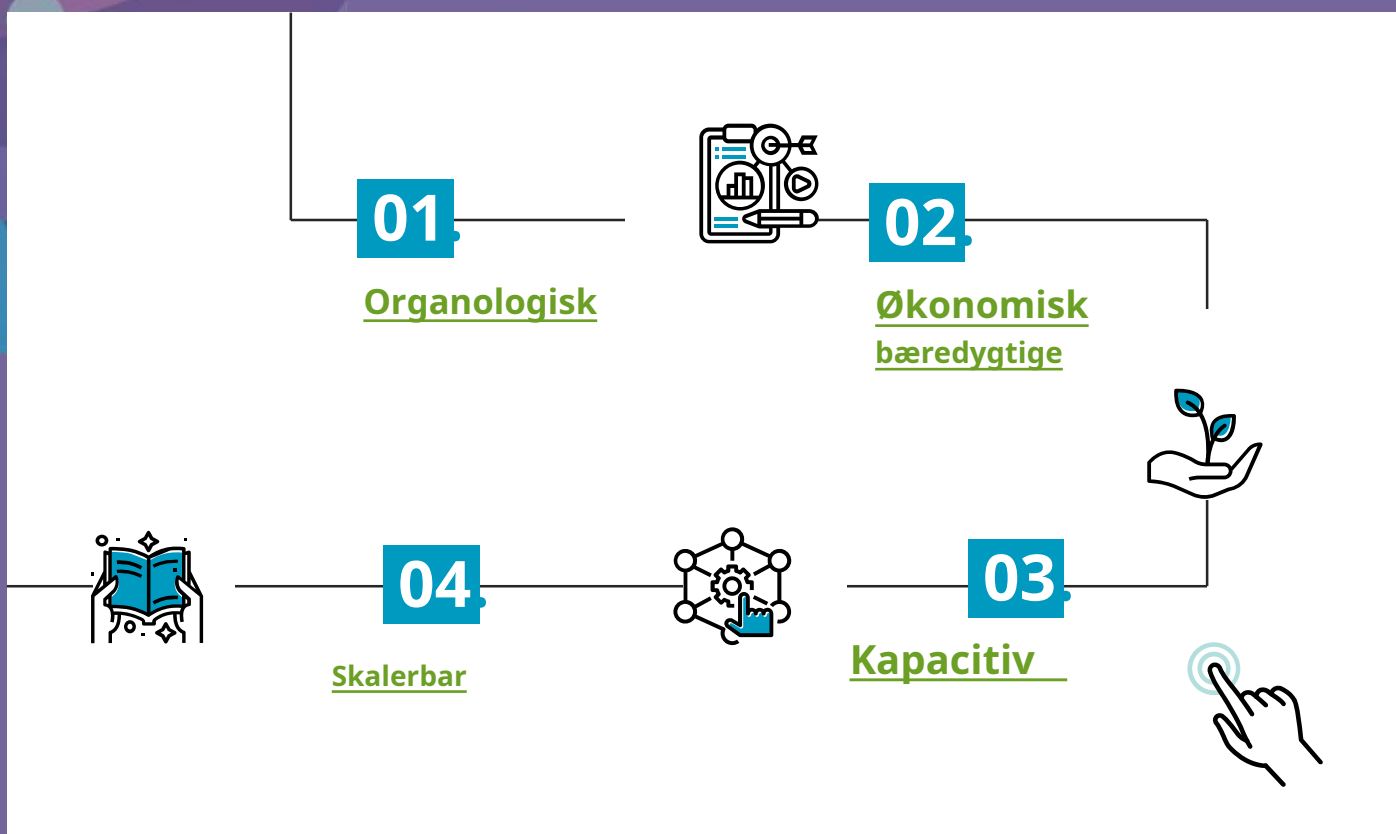 01.
Organologisk
02.
Økonomisk
bæredygtige
03.
Kapacitiv
04.
Skalerbar